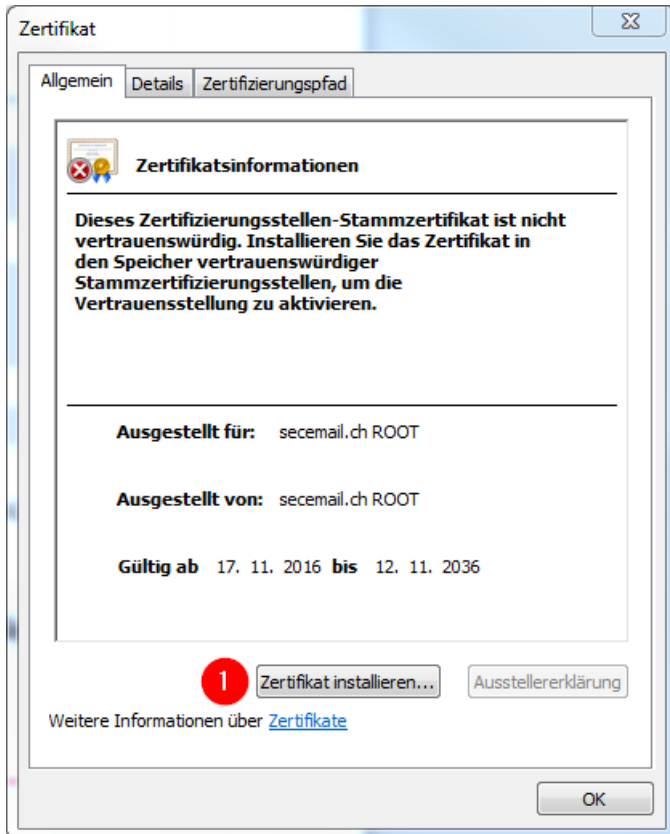 Zertifikat
Allgemein Details Zertifizierungspfad
Zertifikatsinformationen
Dieses Zertifizierungsstellen-Stammzertifikat ist nicht
vertrauenswürdig. Installieren Sie das Zertifikat in
den Speicher vertrauenswürdiger
Stammzertifizierungsstellen, um die
Vertrauensstellung zu aktivieren.
Ausgestellt für: secemail.ch ROOT
Ausgestellt von: secemail.ch ROOT
Gültig ab 17. 11. 2016 bis 12. 11. 2036
1 Zertifikat installieren... Ausstellererklärung
Weitere Informationen über Zertifikate
OK